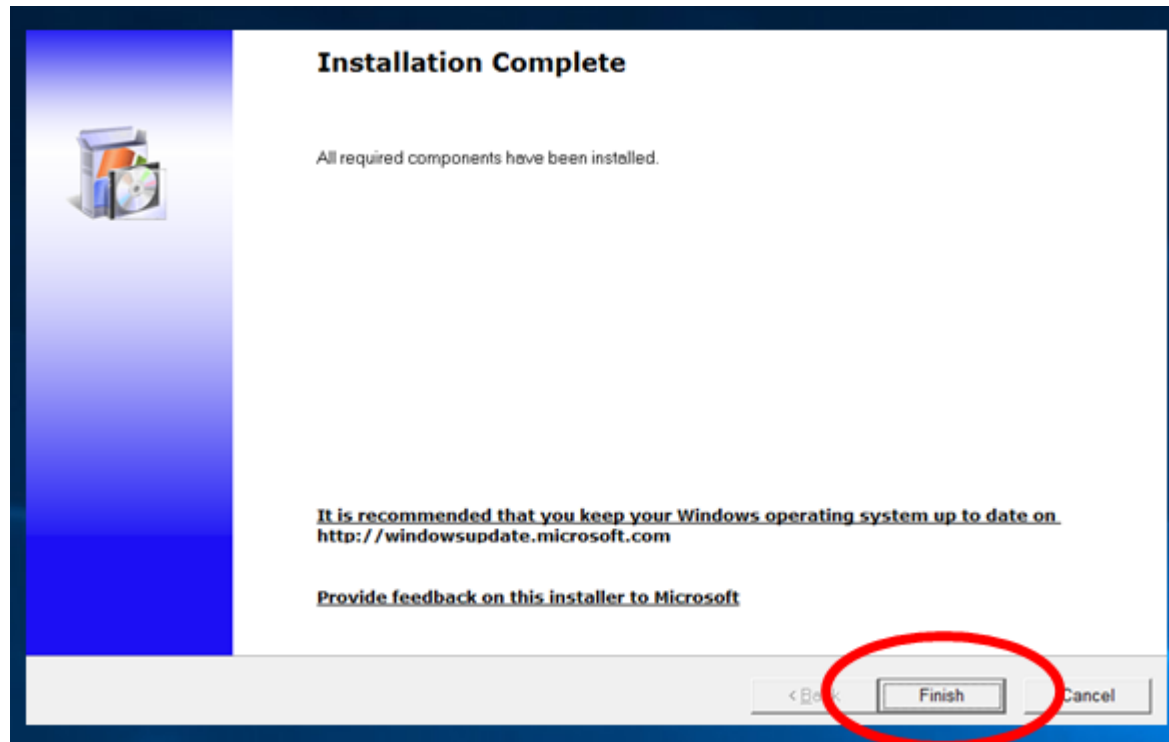 Installation Complete
All required components have been installed.
It is recommended that you keep your Windows operating system up to date on
http://windowsupdate.microsoft.com
Provide feedback on this installer to Microsoft
Finish Cancel